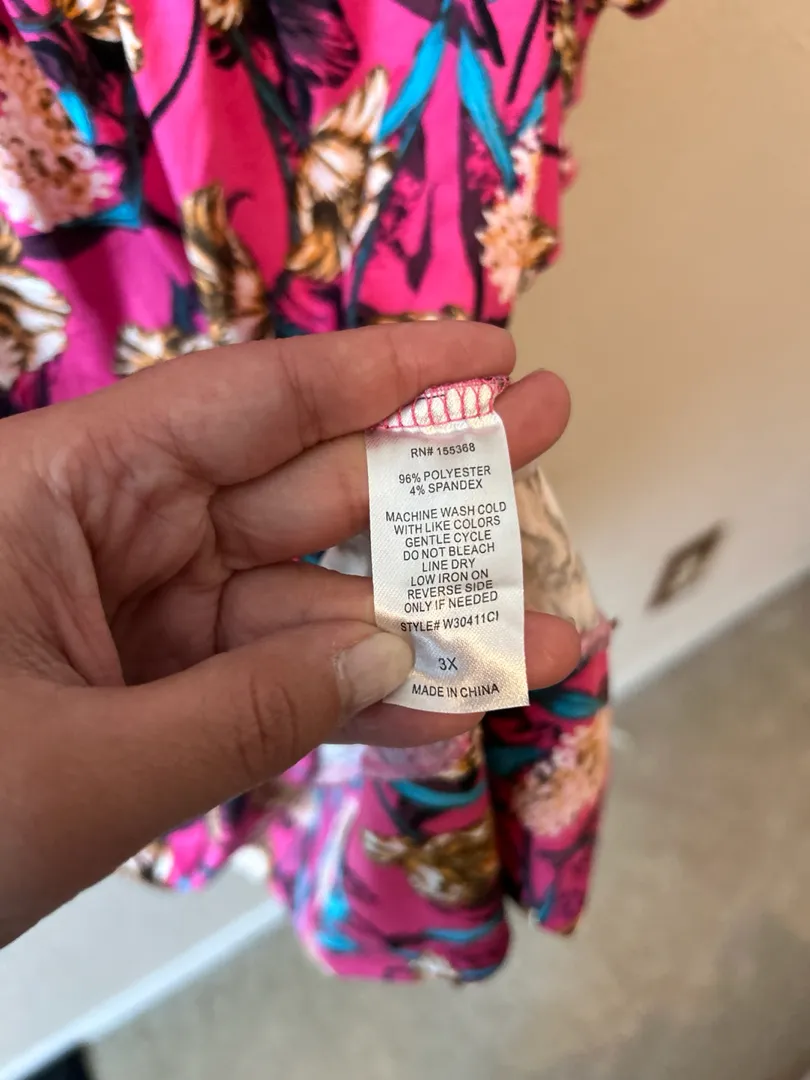 RN# 155368
96% POLYESTER
4% SPANDEX
MACHINE WASH COLD
WITH LIKE COLORS
GENTLE CYCLE
DO NOT BLEACH
LINE DRY
LOW IRON ON
REVERSE SIDE
ONLY IF NEEDED
STYLE# W30411CI
3X
MADE IN CHINA